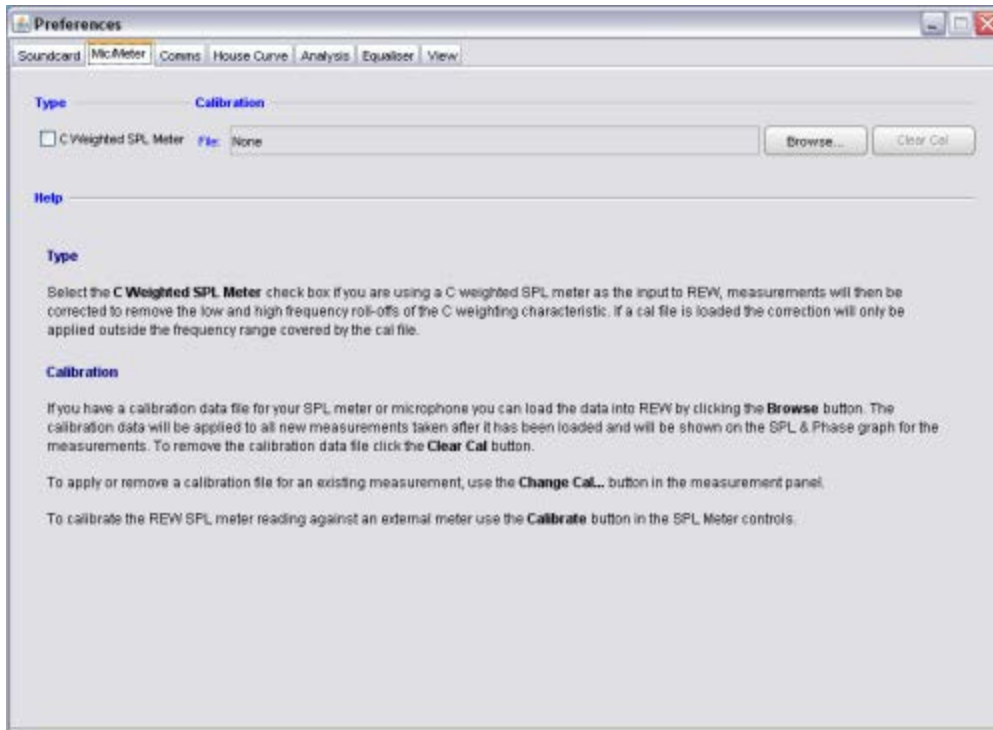 Preferences
Soundcard Mic/Meter Comms House Curve Analysis Equaliser View
Type Calibration
C Weighted SPL Meter File: None Browse... Clear Cal
Help
Type
Select the C Weighted SPL Meter check box if you are using a C weighted SPL meter as the input to REW, measurements will then be
corrected to remove the low and high frequency roll-offs of the C weighting characteristic. If a cal file is loaded the correction will only be
applied outside the frequency range covered by the cal file.
Calibration
If you have a calibration data file for your SPL meter or microphone you can load the data into REW by clicking the Browse button. The
calibration data will be applied to all new measurements taken after it has been loaded and will be shown on the SPL & Phase graph for the
measurements. To remove the calibration data file click the Clear Cal button.
To apply or remove a calibration file for an existing measurement, use the Change Cal... button in the measurement panel.
To calibrate the REW SPL meter reading against an external meter use the Calibrate button in the SPL Meter controls.